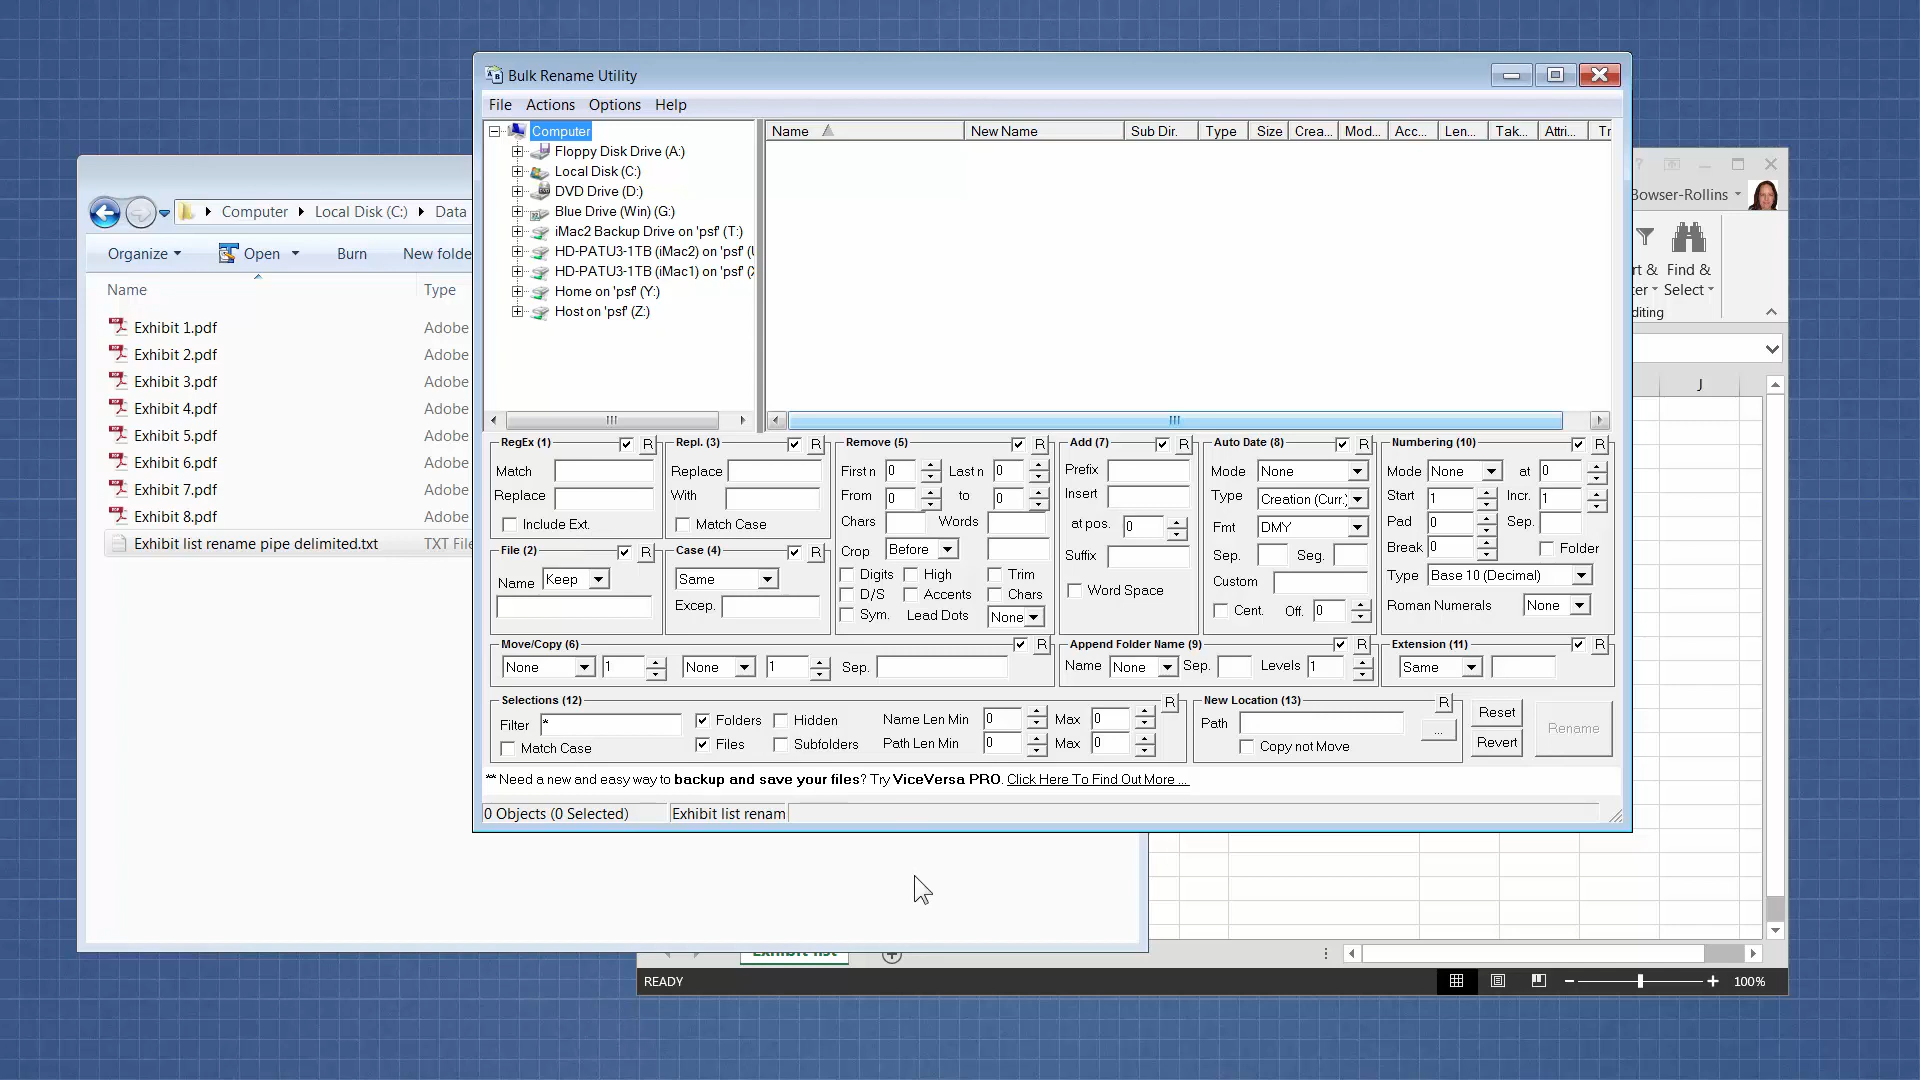 Bulk Rename Utility
File Actions Options Help
Computer
Floppy Disk Drive (A:)
Local Disk (C:)
DVD Drive (D:)
Blue Drive (Win) (G:)
iMac2 Backup Drive on 'psf' (T:)
HD-PATU3-1TB (iMac2) on 'psf'
HD-PATU3-1TB (iMac1) on 'psf'
Home on 'psf' (Y:)
Host on 'psf' (Z:)
Name New Name Sub Dir. Type Size Crea... Mod... Acc... Len... Tak... Attri... Tr
Computer Local Disk (C:) Data
Organize Open Burn New folde
Name Type
Exhibit 1.pdf Adobe
Exhibit 2.pdf Adobe
Exhibit 3.pdf Adobe
Exhibit 4.pdf Adobe
Exhibit 5.pdf Adobe
Exhibit 6.pdf Adobe
Exhibit 7.pdf Adobe
Exhibit 8.pdf Adobe
Exhibit list rename pipe delimited.txt TXT File
RegEx (1) R
Match
Replace
Include Ext.
Repl. (3) R
Replace
With
Match Case
Remove (5) R
First n 0 Last n 0
From 0 to 0
Chars Words
Crop Before
Digits High Trim
D/S Accents Chars
Sym. Lead Dots None
Add (7) R
Prefix
Insert
at pos. 0
Suffix
Word Space
Auto Date (8) R
Mode None
Type Creation (Curr.)
Fmt DMY
Sep. Seg.
Custom
Cent. Off. 0
Numbering (10) R
Mode None at 0
Start 1 Incr. 1
Pad 0 Sep.
Break 0 Folder
Type Base 10 (Decimal)
Roman Numerals None
File (2) R
Name Keep
Case (4) R
Same
Excep.
Move/Copy (6) R
None 1 None 1 Sep.
Append Folder Name (9) R
Name None Sep. Levels 1
Extension (11) R
Same
Selections (12) R
Filter * Folders Hidden Name Len Min 0 Max 0
Match Case Files Subfolders Path Len Min 0 Max 0
New Location (13) R
Path ...
Copy not Move
Reset
Revert
Rename
** Need a new and easy way to backup and save your files? Try ViceVersa PRO. Click Here To Find Out More ...
0 Objects (0 Selected) Exhibit list renam
?
Bowser-Rollins
Find &
Select
diting
J
READY
100%